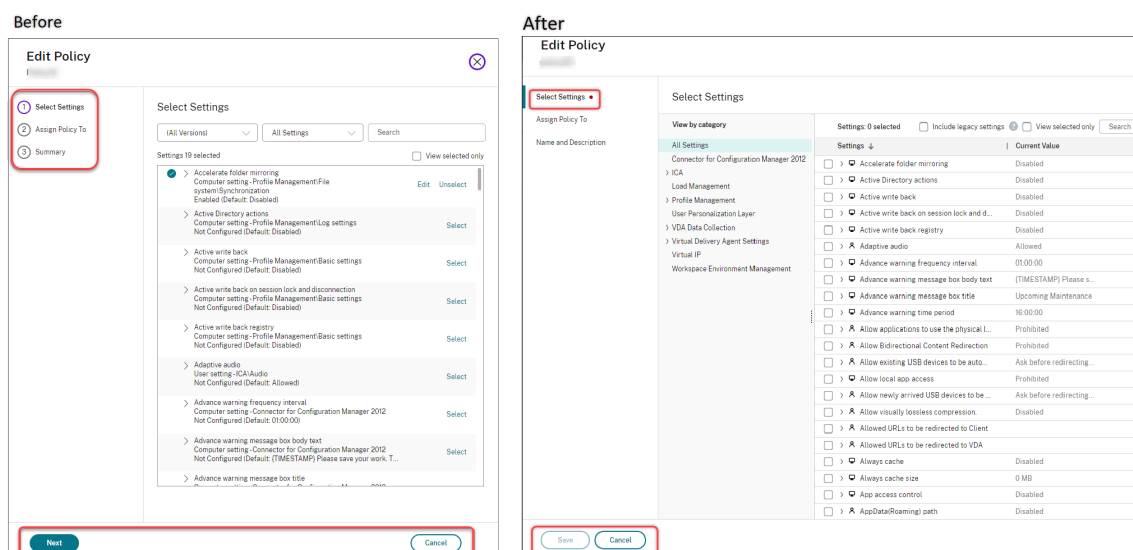 Before
Edit Policy
1 Select Settings
2 Assign Policy To
3 Summary
Select Settings
(All Versions) All Settings Search
Settings 19 selected View selected only
Accelerate folder mirroring
Computer setting - Profile Management\File
system\Synchronization
Enabled (Default: Disabled)
Edit Unselect
Active Directory actions
Computer setting - Profile Management\Log settings
Not Configured (Default: Disabled)
Select
Active write back
Computer setting - Profile Management\Basic settings
Not Configured (Default: Disabled)
Select
Active write back on session lock and disconnection
Computer setting - Profile Management\Basic settings
Not Configured (Default: Disabled)
Select
Active write back registry
Computer setting - Profile Management\Basic settings
Not Configured (Default: Disabled)
Select
Adaptive audio
User setting - ICA\Audio
Not Configured (Default: Allowed)
Select
Advance warning frequency interval
Computer setting - Connector for Configuration Manager 2012
Not Configured (Default: 01:00:00)
Select
Advance warning message box body text
Computer setting - Connector for Configuration Manager 2012
Not Configured (Default: {TIMESTAMP} Please save your work. T...
Select
Advance warning message box title
Next Cancel
After
Edit Policy
Select Settings
Assign Policy To
Name and Description
Select Settings
View by category
All Settings
Connector for Configuration Manager 2012
ICA
Load Management
Profile Management
User Personalization Layer
VDA Data Collection
Virtual Delivery Agent Settings
Virtual IP
Workspace Environment Management
Settings: 0 selected Include legacy settings View selected only Search
Settings ↓ Current Value
Accelerate folder mirroring Disabled
Active Directory actions Disabled
Active write back Disabled
Active write back on session lock and d... Disabled
Active write back registry Disabled
Adaptive audio Allowed
Advance warning frequency interval 01:00:00
Advance warning message box body text {TIMESTAMP} Please s...
Advance warning message box title Upcoming Maintenance
Advance warning time period 16:00:00
Allow applications to use the physical l... Prohibited
Allow Bidirectional Content Redirection Prohibited
Allow existing USB devices to be auto... Ask before redirecting...
Allow local app access Prohibited
Allow newly arrived USB devices to be ... Ask before redirecting...
Allow visually lossless compression. Disabled
Allowed URLs to be redirected to Client
Allowed URLs to be redirected to VDA
Always cache Disabled
Always cache size 0 MB
App access control Disabled
AppData(Roaming) path Disabled
Save Cancel